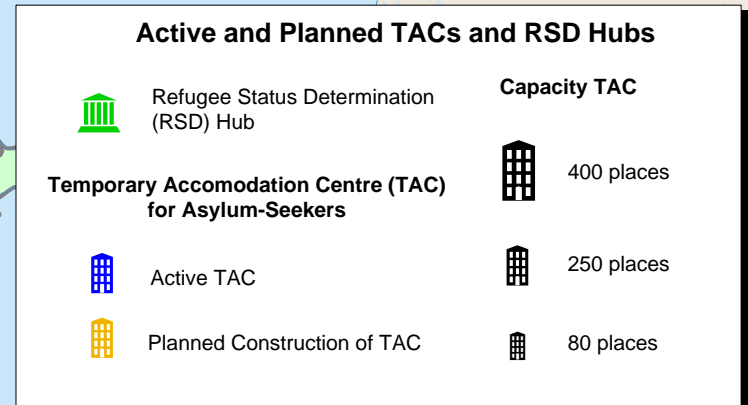 Active and Planned TACs and RSD Hubs
Refugee Status Determination
(RSD) Hub
Temporary Accomodation Centre (TAC)
for Asylum-Seekers
Active TAC
Planned Construction of TAC
Capacity TAC
400 places
250 places
80 places